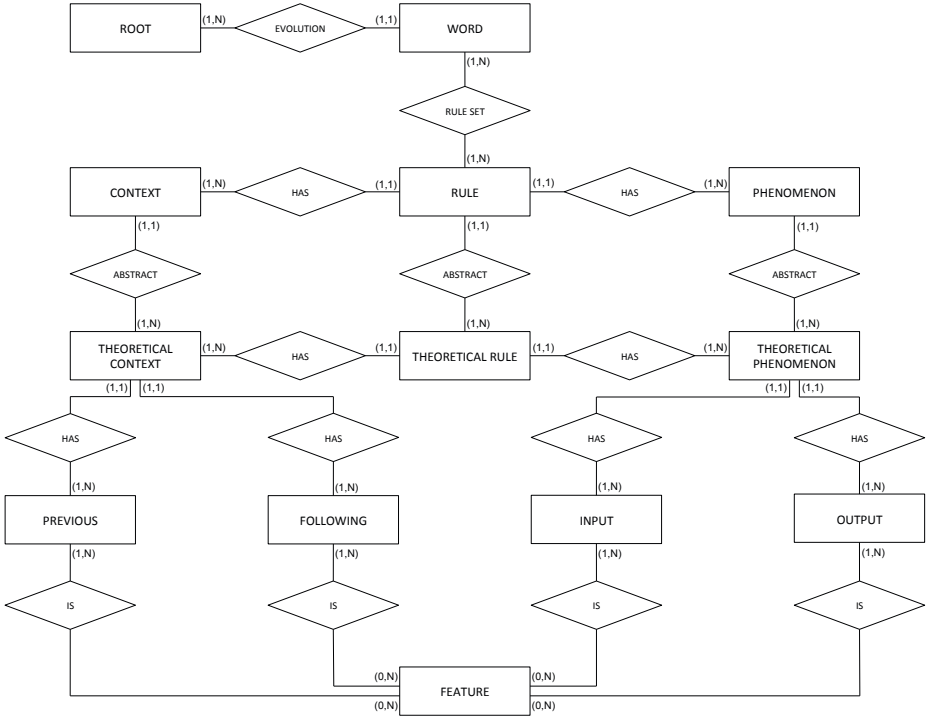 ROOT
(1,N)
EVOLUTION
(1,1)
WORD
(1,N)
RULE SET
(1,N)
CONTEXT
(1,N)
HAS
(1,1)
RULE
(1,1)
HAS
(1,N)
PHENOMENON
(1,1)
(1,1)
(1,1)
ABSTRACT
ABSTRACT
ABSTRACT
(1,N)
(1,N)
(1,N)
THEORETICAL
CONTEXT
(1,N)
HAS
(1,1)
THEORETICAL RULE
(1,1)
HAS
(1,N)
THEORETICAL
PHENOMENON
(1,1)
(1,1)
(1,1)
(1,1)
HAS
HAS
HAS
HAS
(1,N)
(1,N)
(1,N)
(1,N)
PREVIOUS
FOLLOWING
INPUT
OUTPUT
(1,N)
(1,N)
(1,N)
(1,N)
IS
IS
IS
IS
(0,N)
(0,N)
FEATURE
(0,N)
(0,N)